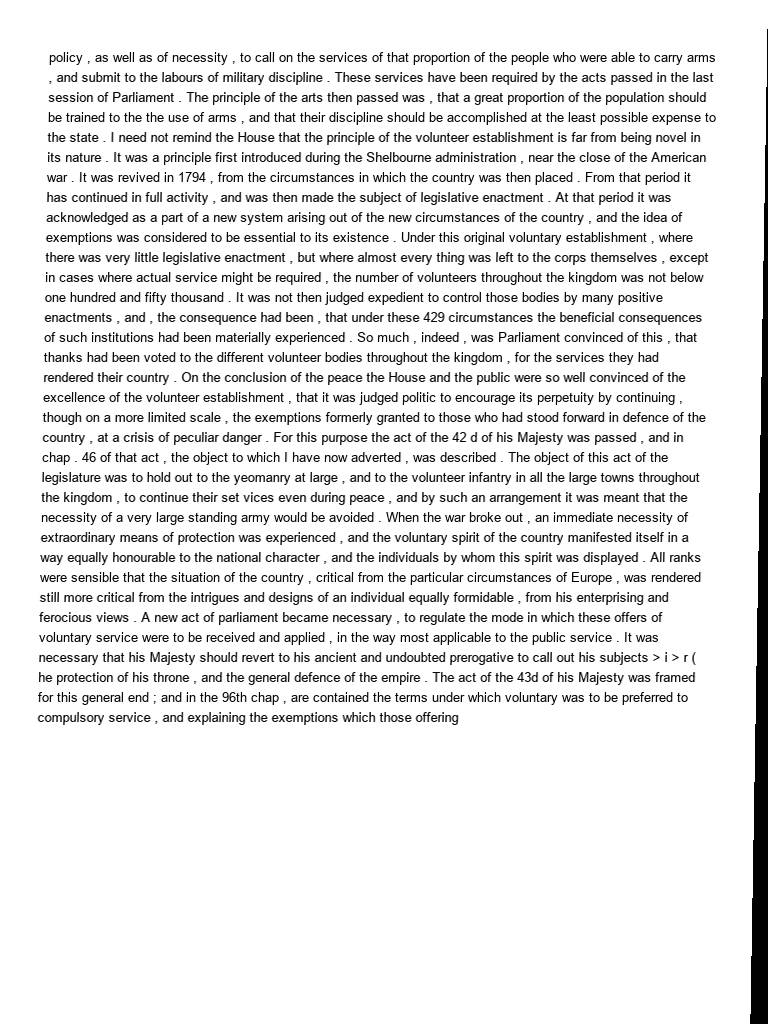 policy , as well as of necessity , to call on the services of that proportion of the people who were able to carry arms
, and submit to the labours of military discipline . These services have been required by the acts passed in the last
session of Parliament . The principle of the arts then passed was , that a great proportion of the population should
be trained to the the use of arms , and that their discipline should be accomplished at the least possible expense to
the state . I need not remind the House that the principle of the volunteer establishment is far from being novel in
its nature . It was a principle first introduced during the Shelbourne administration , near the close of the American
war . It was revived in 1794 , from the circumstances in which the country was then placed . From that period it
has continued in full activity , and was then made the subject of legislative enactment . At that period it was
acknowledged as a part of a new system arising out of the new circumstances of the country , and the idea of
exemptions was considered to be essential to its existence . Under this original voluntary establishment , where
there was very little legislative enactment , but where almost every thing was left to the corps themselves , except
in cases where actual service might be required , the number of volunteers throughout the kingdom was not below
one hundred and fifty thousand . It was not then judged expedient to control those bodies by many positive
enactments , and , the consequence had been , that under these 429 circumstances the beneficial consequences
of such institutions had been materially experienced . So much , indeed , was Parliament convinced of this , that
thanks had been voted to the different volunteer bodies throughout the kingdom , for the services they had
rendered their country . On the conclusion of the peace the House and the public were so well convinced of the
excellence of the volunteer establishment , that it was judged politic to encourage its perpetuity by continuing ,
though on a more limited scale , the exemptions formerly granted to those who had stood forward in defence of the
country , at a crisis of peculiar danger . For this purpose the act of the 42 d of his Majesty was passed , and in
chap . 46 of that act , the object to which I have now adverted , was described . The object of this act of the
legislature was to hold out to the yeomanry at large , and to the volunteer infantry in all the large towns throughout
the kingdom , to continue their set vices even during peace , and by such an arrangement it was meant that the
necessity of a very large standing army would be avoided . When the war broke out , an immediate necessity of
extraordinary means of protection was experienced , and the voluntary spirit of the country manifested itself in a
way equally honourable to the national character , and the individuals by whom this spirit was displayed . All ranks
were sensible that the situation of the country , critical from the particular circumstances of Europe , was rendered
still more critical from the intrigues and designs of an individual equally formidable , from his enterprising and
ferocious views . A new act of parliament became necessary , to regulate the mode in which these offers of
voluntary service were to be received and applied , in the way most applicable to the public service . It was
necessary that his Majesty should revert to his ancient and undoubted prerogative to call out his subjects > i > r (
he protection of his throne , and the general defence of the empire . The act of the 43d of his Majesty was framed
for this general end ; and in the 96th chap , are contained the terms under which voluntary was to be preferred to
compulsory service , and explaining the exemptions which those offering